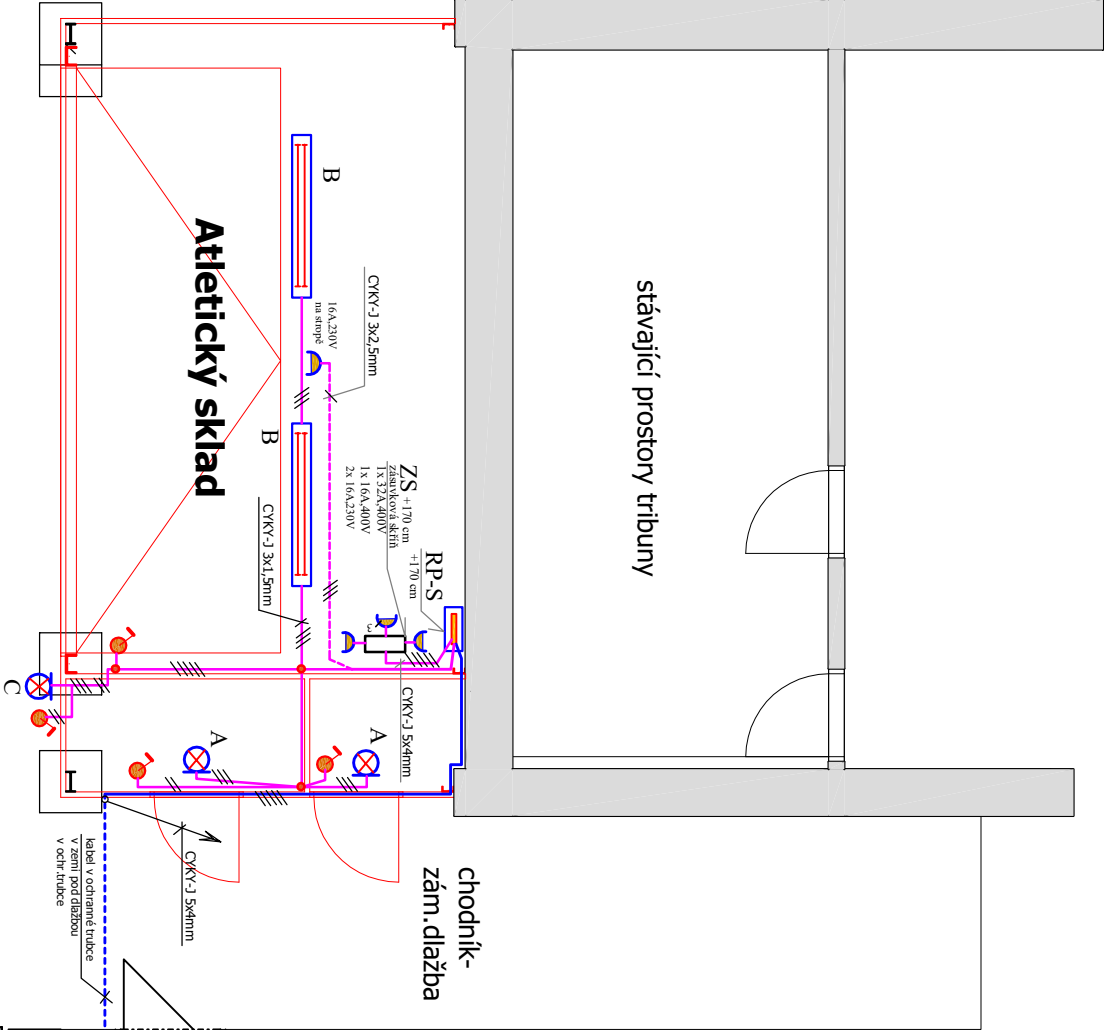 stávající prostory tribuny
Atletický sklad
B
B
16A,230V
na stropě
CYKY-J 3x2,5mm
CYKY-J 3x1,5mm
ZS +170 cm
zásuvková skříň
1x 32A,400V
1x 16A,400V
2x 16A,230V
RP-S
+170 cm
3
CYKY-J 5x4mm
A
A
C
chodník-
zám.dlažba
CYKY-J 5x4mm
kabel v ochranné trubce
v zemi pod dlažbou
v ochr.trubce